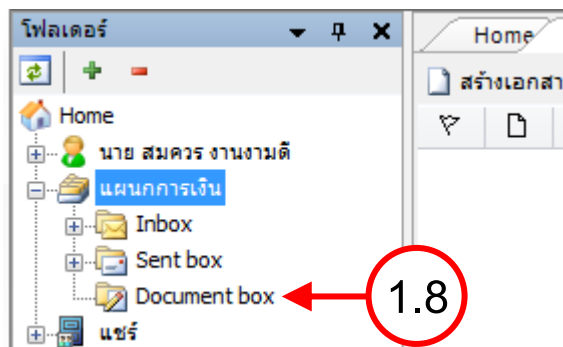 โฟลเดอร์
Home
สร้างเอกสา
Home
นาย สมควร งานงามดี
แผนกการเงิน
Inbox
Sent box
Document box
1.8
แชร์